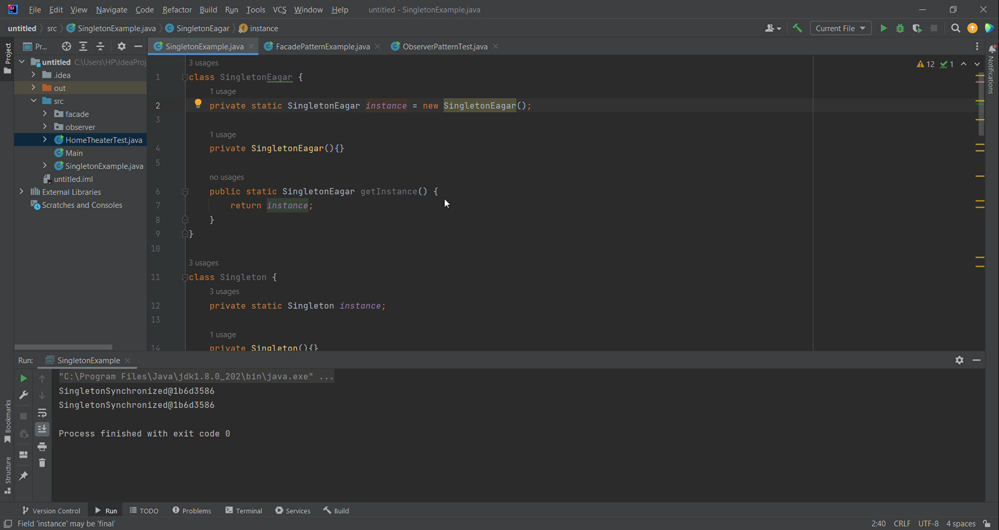 File Edit View Navigate Code Refactor Build Run Tools VCS Window Help untitled - SingletonExample.java
untitled src SingletonExample.java SingletonEagar instance Current File
Project
Pr...
SingletonExample.java FacadePatternExample.java ObserverPatternTest.java
untitled C:\Users\HP\IdeaProj
.idea
out
src
facade
observer
HomeTheaterTest.java
Main
SingletonExample.java
untitled.iml
External Libraries
Scratches and Consoles
12 1
Notifications
3 usages
1 class SingletonEagar {
1 usage
2 private static SingletonEagar instance = new SingletonEagar();
3
1 usage
4 private SingletonEagar(){}
5
no usages
6 public static SingletonEagar getInstance() {
7 return instance;
8 }
9 }
10
3 usages
11 class Singleton {
3 usages
12 private static Singleton instance;
13
1 usage
14 private Singleton(){}
Run: SingletonExample
"C:\Program Files\Java\jdk1.8.0_202\bin\java.exe" ...
SingletonSynchronized@1b6d3586
SingletonSynchronized@1b6d3586
Process finished with exit code 0
Bookmarks
Structure
Version Control Run TODO Problems Terminal Services Build
Field 'instance' may be 'final' 2:40 CRLF UTF-8 4 spaces